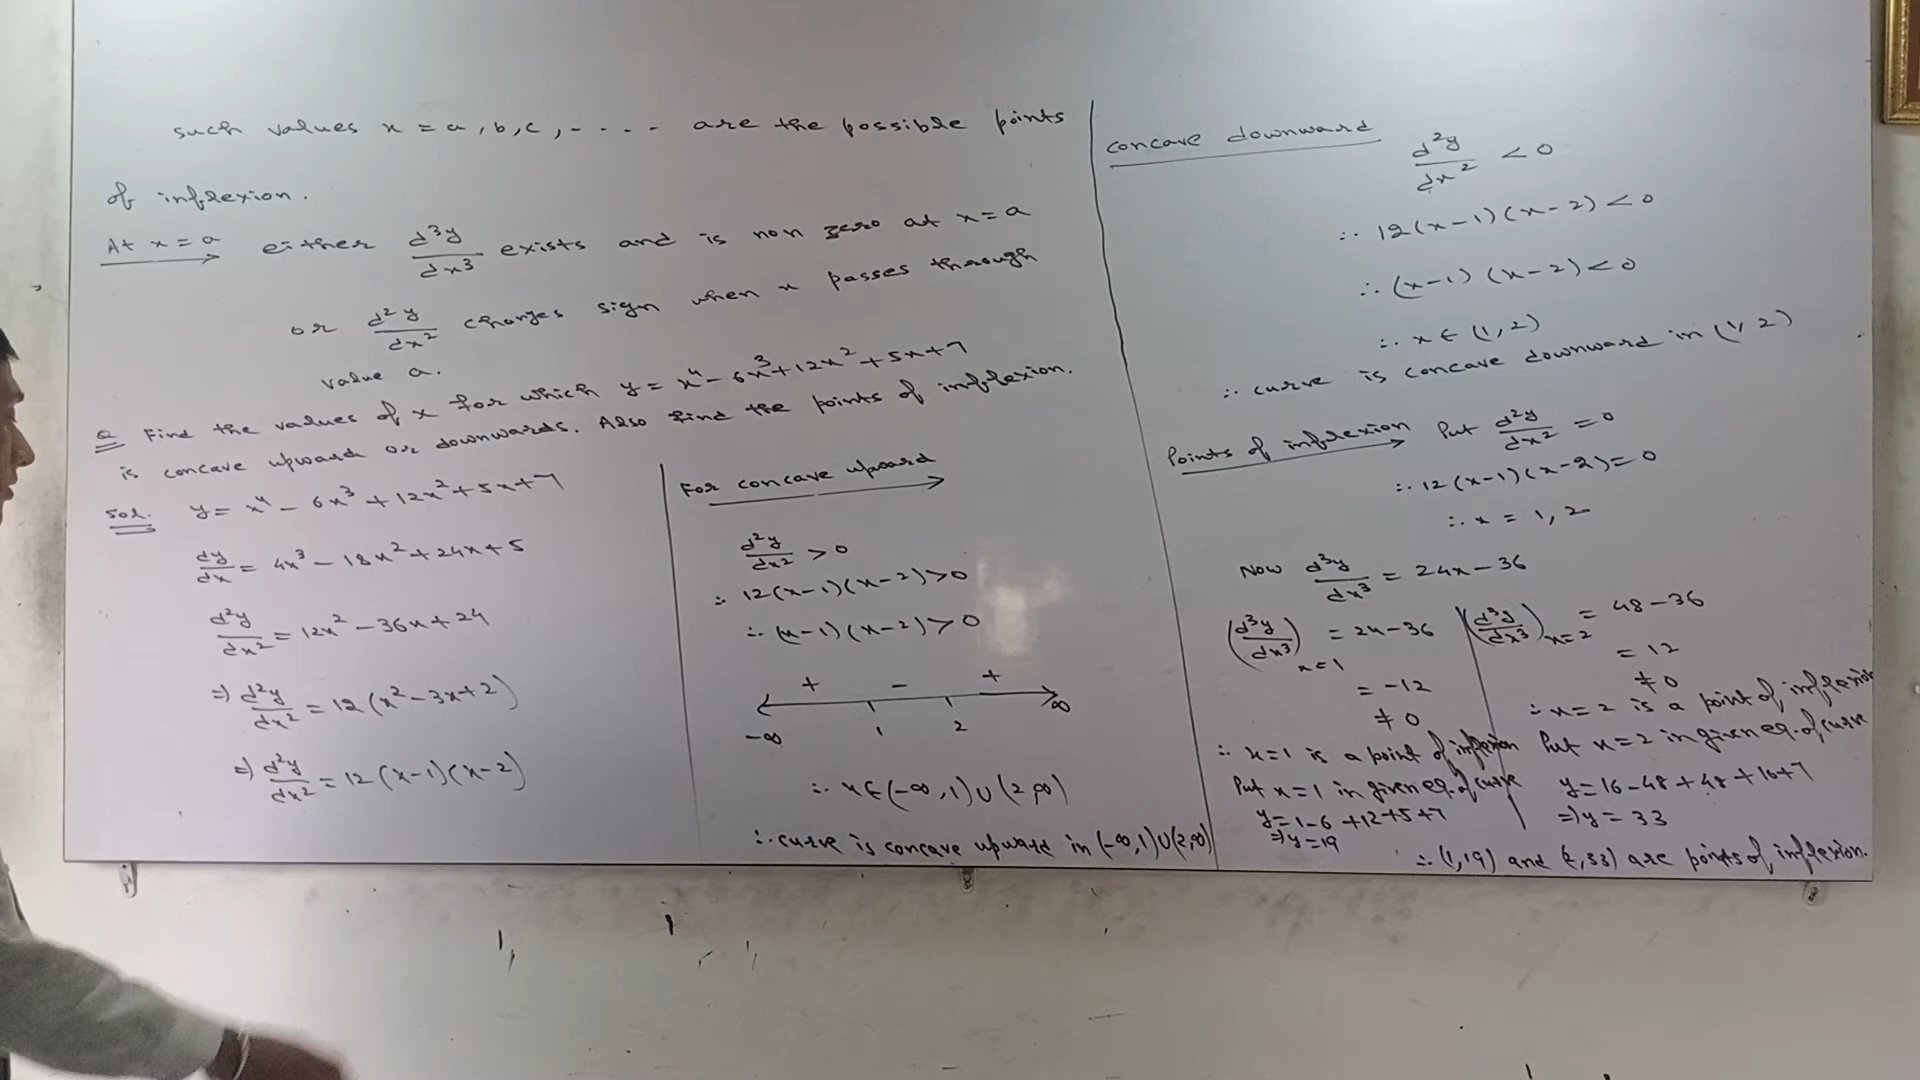 such values x = a, b, c, - - - - are the possible points
of inflexion.
At x = a either d³y/dx³ exists and is non zero at x = a
or d²y/dx² changes sign when x passes through
value a.
Q Find the values of x for which y = x⁴ - 6x³ + 12x² + 5x + 7
is concave upwards or downwards. Also find the points of inflexion.
Sol. y = x⁴ - 6x³ + 12x² + 5x + 7
dy/dx = 4x³ - 18x² + 24x + 5
d²y/dx² = 12x² - 36x + 24
⇒ d²y/dx² = 12(x² - 3x + 2)
⇒ d²y/dx² = 12(x-1)(x-2)
For concave upward
d²y/dx² > 0
∴ 12(x-1)(x-2) > 0
∴ (x-1)(x-2) > 0
+ - +
-∞ 1 2 ∞
∴ x ∈ (-∞, 1) ∪ (2, ∞)
∴ curve is concave upward in (-∞, 1) ∪ (2, ∞)
concave downward
d²y/dx² < 0
∴ 12(x-1)(x-2) < 0
∴ (x-1)(x-2) < 0
∴ x ∈ (1, 2)
∴ curve is concave downward in (1, 2)
Points of inflexion Put d²y/dx² = 0
∴ 12(x-1)(x-2) = 0
∴ x = 1, 2
Now d³y/dx³ = 24x - 36
(d³y/dx³)x=1 = 24 - 36
= -12
≠ 0
∴ x = 1 is a point of inflexion
Put x = 1 in given eq. of curve
y = 1 - 6 + 12 + 5 + 7
⇒ y = 19
(d³y/dx³)x=2 = 48 - 36
= 12
≠ 0
∴ x = 2 is a point of inflexion
Put x = 2 in given eq. of curve
y = 16 - 48 + 48 + 10 + 7
⇒ y = 33
∴ (1, 19) and (2, 33) are points of inflexion.